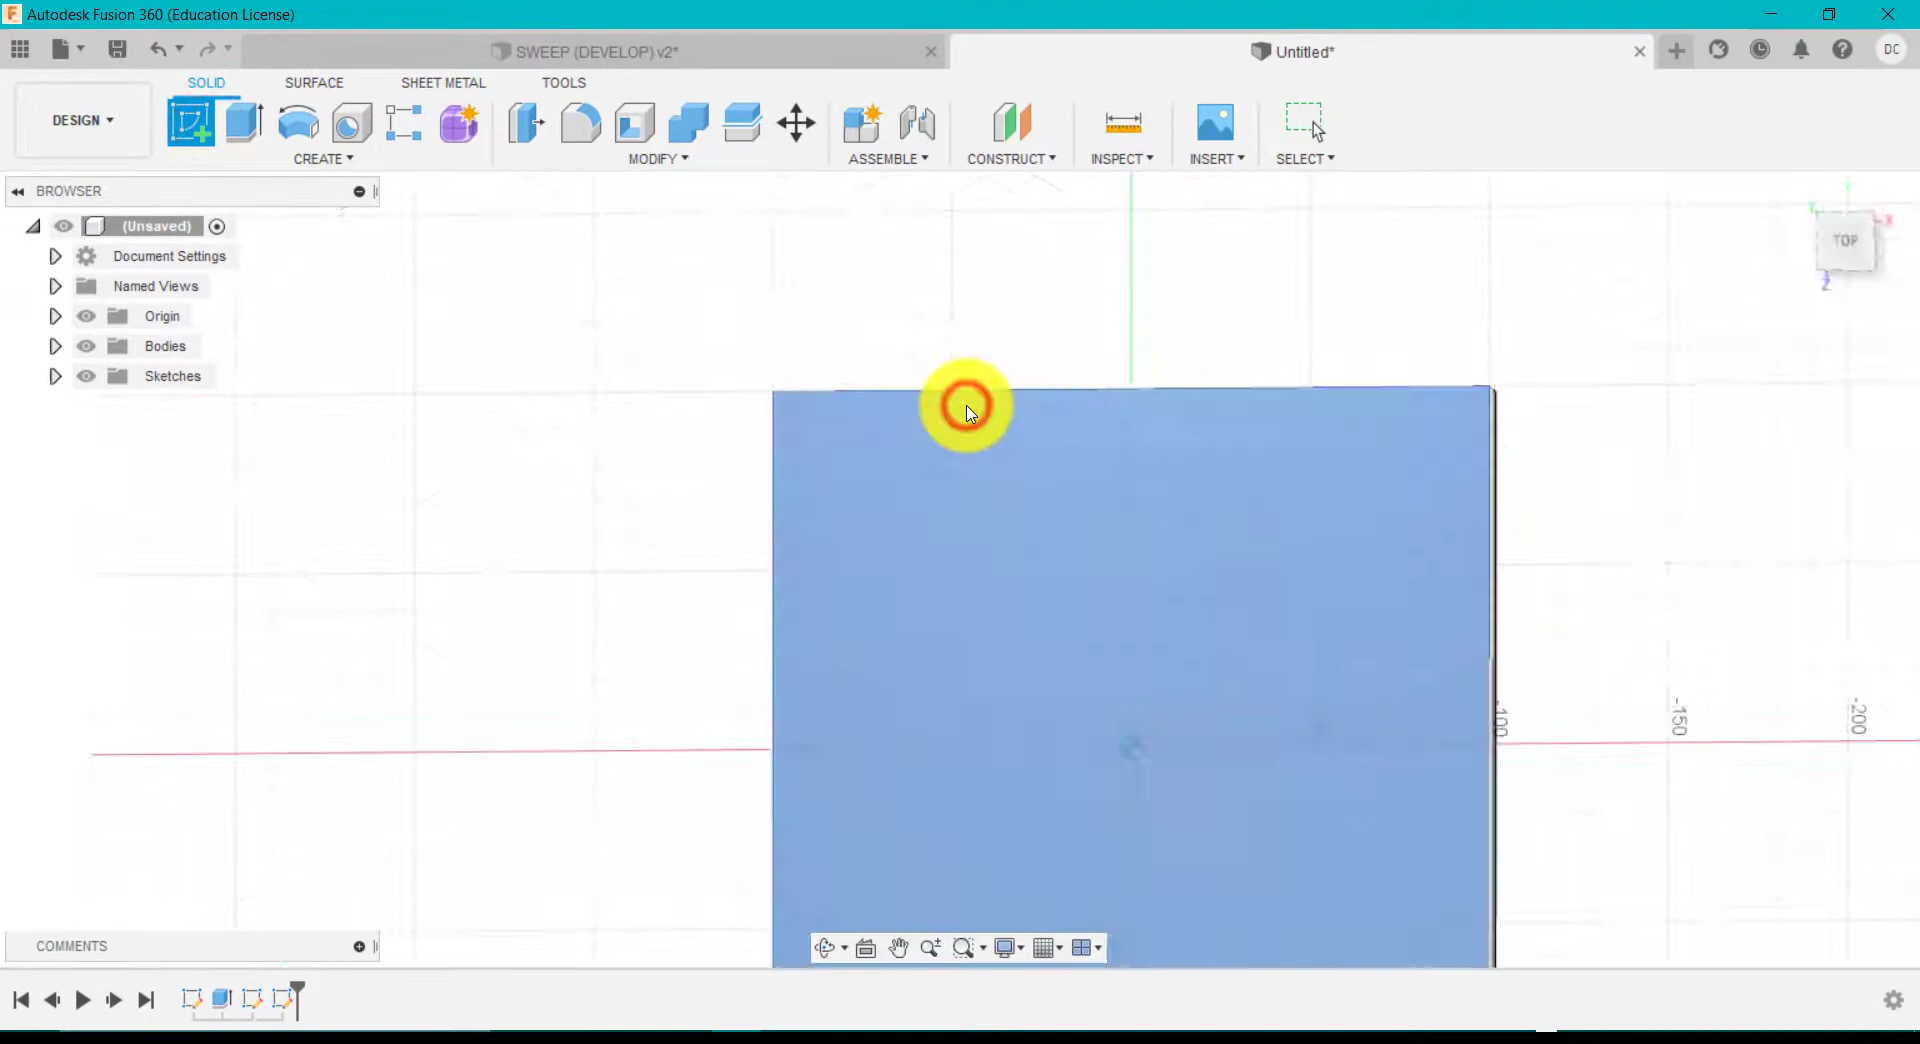 Autodesk Fusion 360 (Education License)
SWEEP (DEVELOP) v2*
Untitled*
DC
SOLID
SURFACE
SHEET METAL
TOOLS
DESIGN
CREATE
MODIFY
ASSEMBLE
CONSTRUCT
INSPECT
INSERT
SELECT
BROWSER
(Unsaved)
Document Settings
Named Views
Origin
Bodies
Sketches
TOP
X
Z
-100
-150
-200
COMMENTS